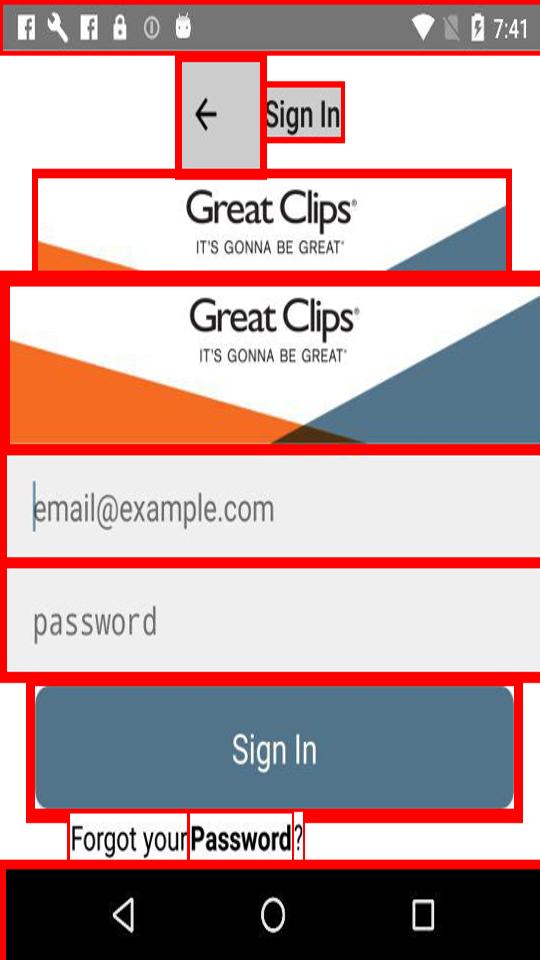 7:41
Sign In
Great Clips®
IT'S GONNA BE GREAT®
Great Clips®
IT'S GONNA BE GREAT®
email@example.com
password
Sign In
Forgot your Password?